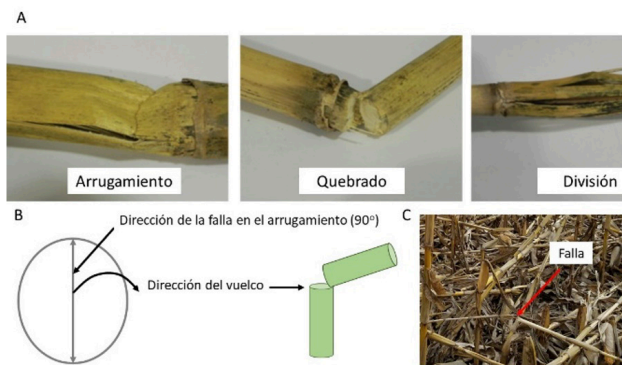 A
Arrugamiento
Quebrado
División
B
Dirección de la falla en el arrugamiento (90°)
Dirección del vuelco
C
Falla